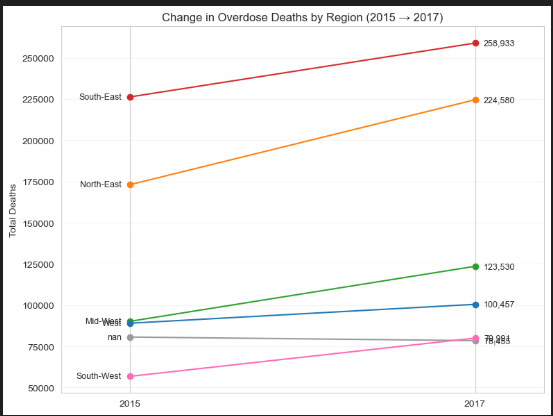 Change in Overdose Deaths by Region (2015 → 2017)
Total Deaths
250000
225000
200000
175000
150000
125000
100000
75000
50000
South-East
258,933
North-East
224,580
Mid-West
123,530
West
100,457
nan
South-West
2015
2017